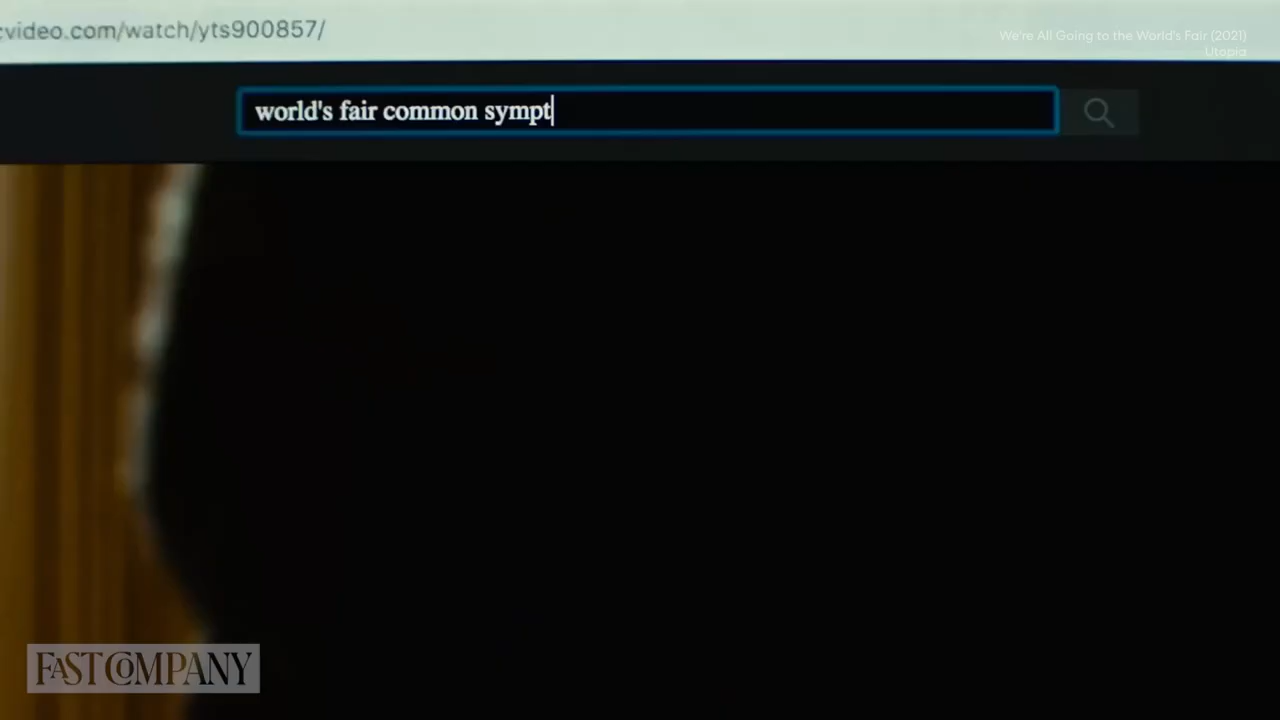 cvideo.com/watch/yts900857/
We're All Going to the World's Fair (2021)
Utopia
world's fair common sympt
FAST COMPANY